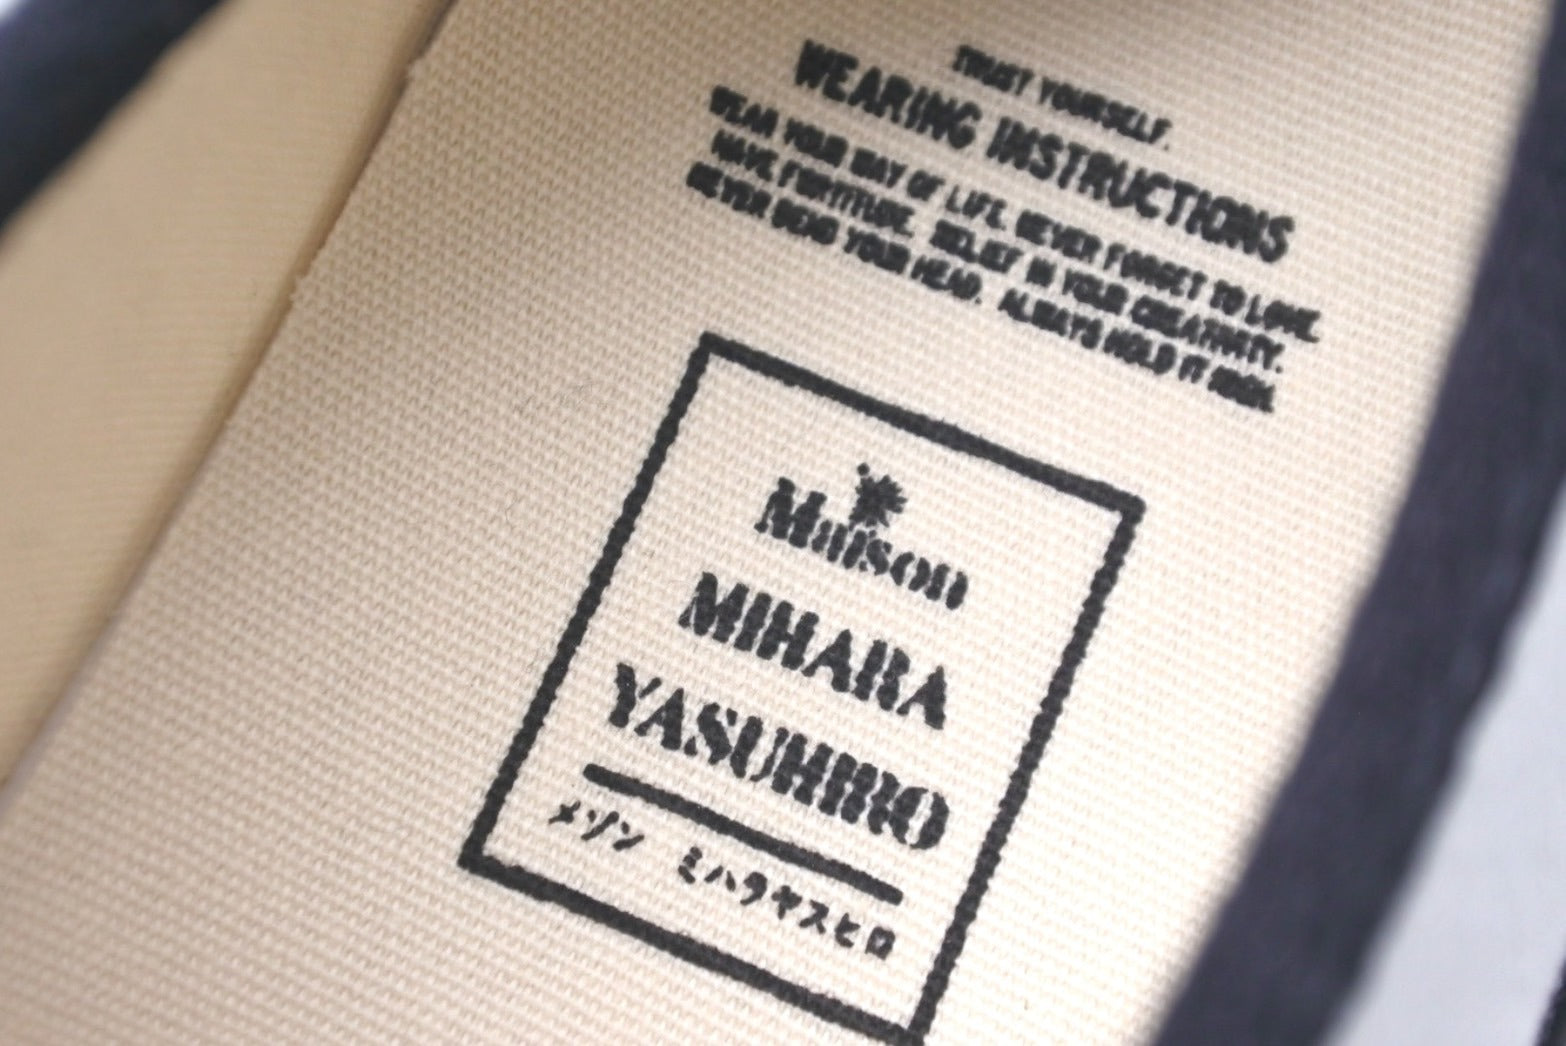 TRUST YOURSELF.
WEARING INSTRUCTIONS
WEAR YOUR WAY OF LIFE. NEVER FORGET TO LOVE.
HAVE FORTITUDE. BELIEF IN YOUR CREATIVITY.
NEVER BEND YOUR HEAD. ALWAYS HOLD IT HIGH.
Maison
MIHARA
YASUHIRO
メゾン ミハラヤスヒロ